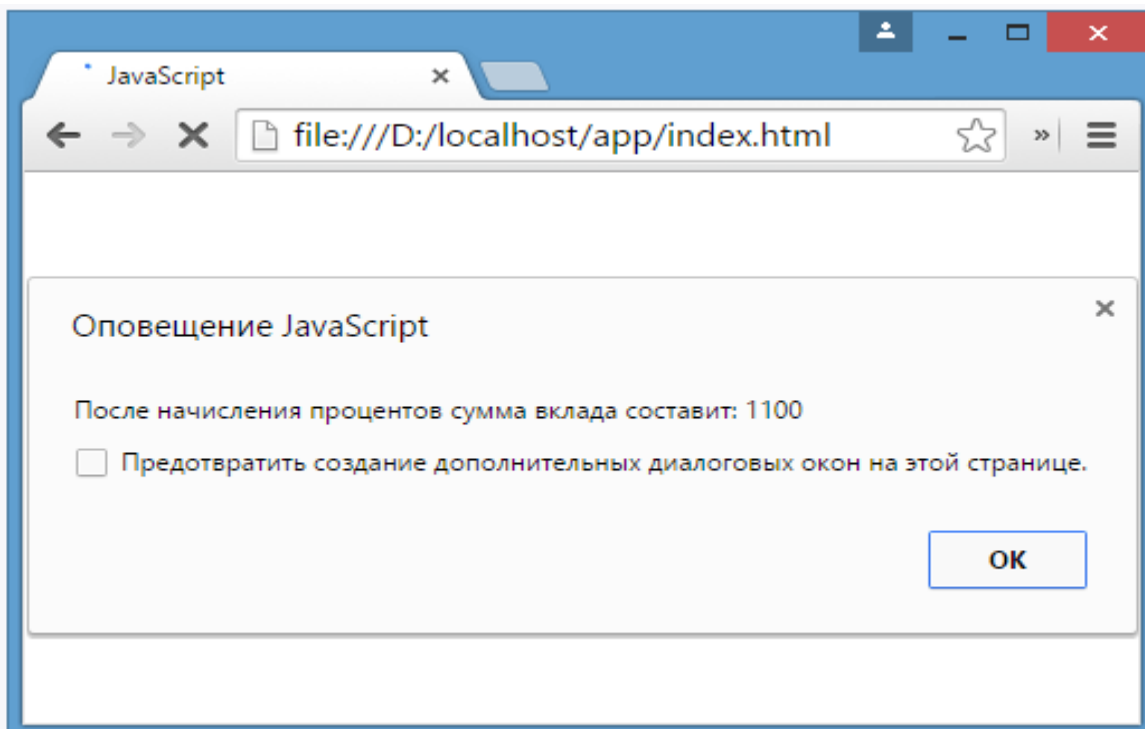 JavaScript
file:///D:/localhost/app/index.html
Оповещение JavaScript
После начисления процентов сумма вклада составит: 1100
Предотвратить создание дополнительных диалоговых окон на этой странице.
ОК